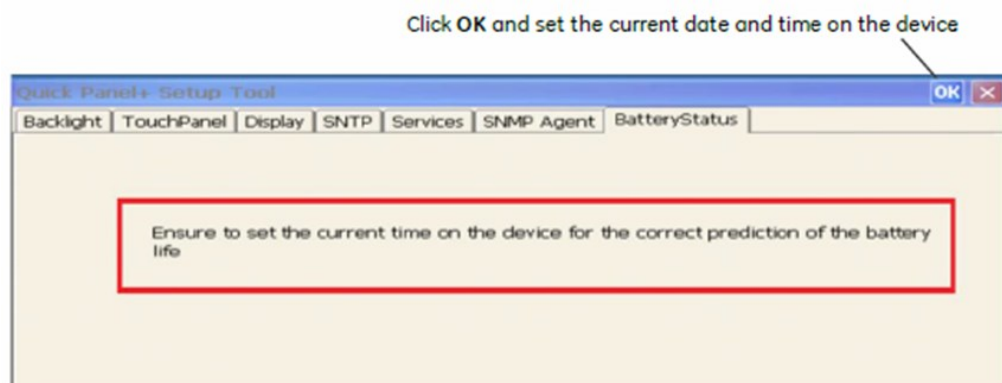 Click OK and set the current date and time on the device
Quick Panel+ Setup Tool
OK
Backlight
TouchPanel
Display
SNTP
Services
SNMP Agent
BatteryStatus
Ensure to set the current time on the device for the correct prediction of the battery
life